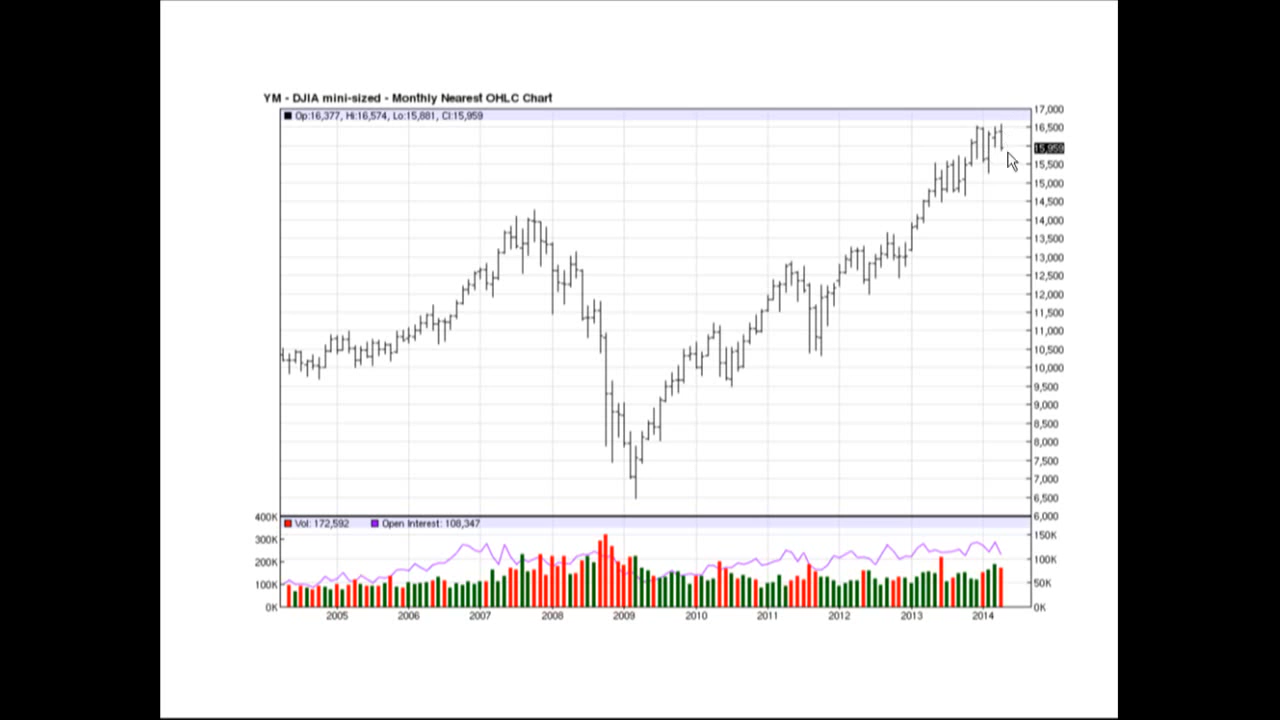 YM - DJIA mini-sized - Monthly Nearest OHLC Chart
Op:16,377, Hi:16,574, Lo:15,881, Cl:15,959
17,000
16,500
15,959
15,500
15,000
14,500
14,000
13,500
13,000
12,500
12,000
11,500
11,000
10,500
10,000
9,500
9,000
8,500
8,000
7,500
7,000
6,500
6,000
Vol: 172,592 Open Interest: 108,347
400K
300K
200K
100K
0K
150K
100K
50K
0K
2005 2006 2007 2008 2009 2010 2011 2012 2013 2014